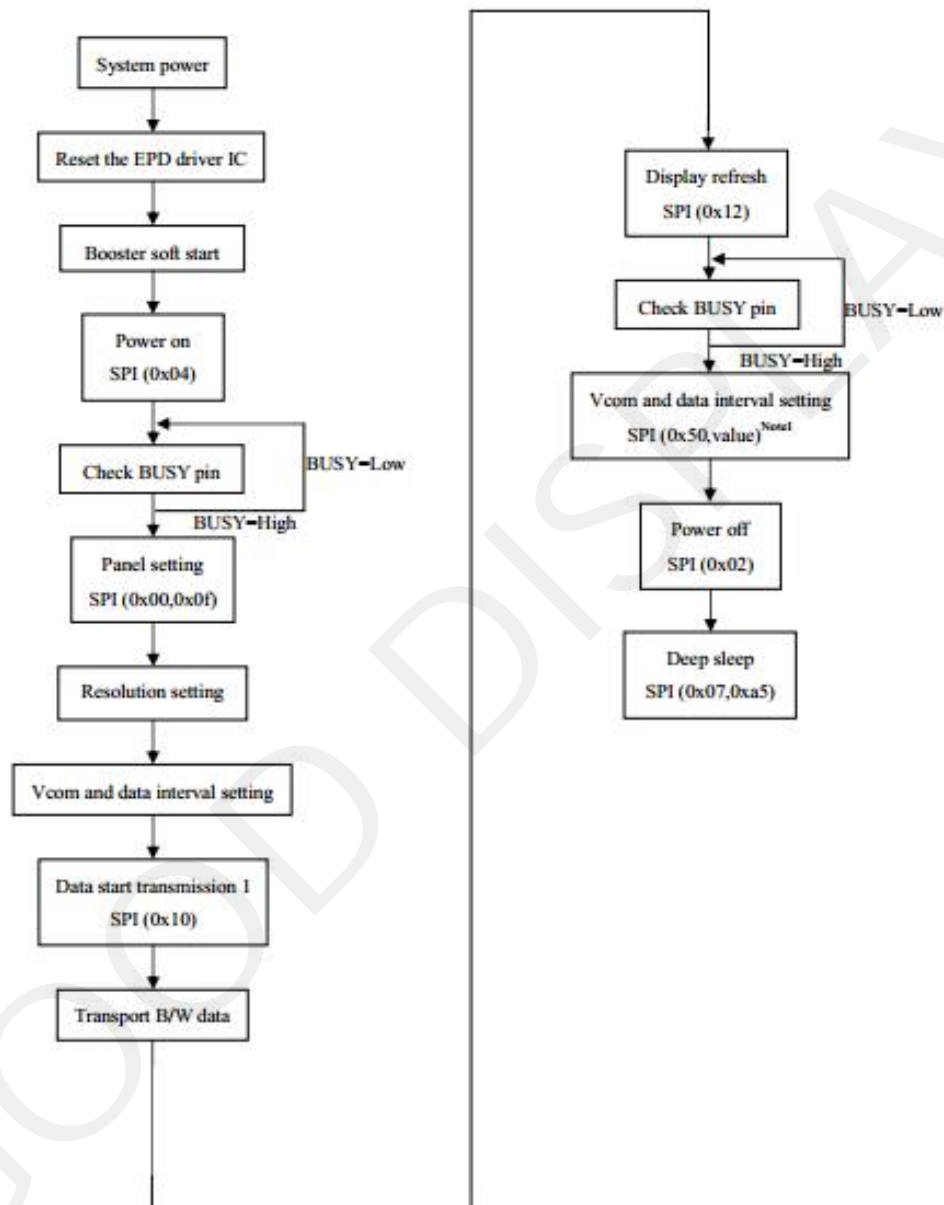 System power
Reset the EPD driver IC
Booster soft start
Power on
SPI (0x04)
Check BUSY pin
BUSY=Low
BUSY=High
Panel setting
SPI (0x00,0x0f)
Resolution setting
Vcom and data interval setting
Data start transmission 1
SPI (0x10)
Transport B/W data
Display refresh
SPI (0x12)
Check BUSY pin
BUSY=Low
BUSY=High
Vcom and data interval setting
SPI (0x50,value)Note1
Power off
SPI (0x02)
Deep sleep
SPI (0x07,0xa5)
GOOD DISPLAY